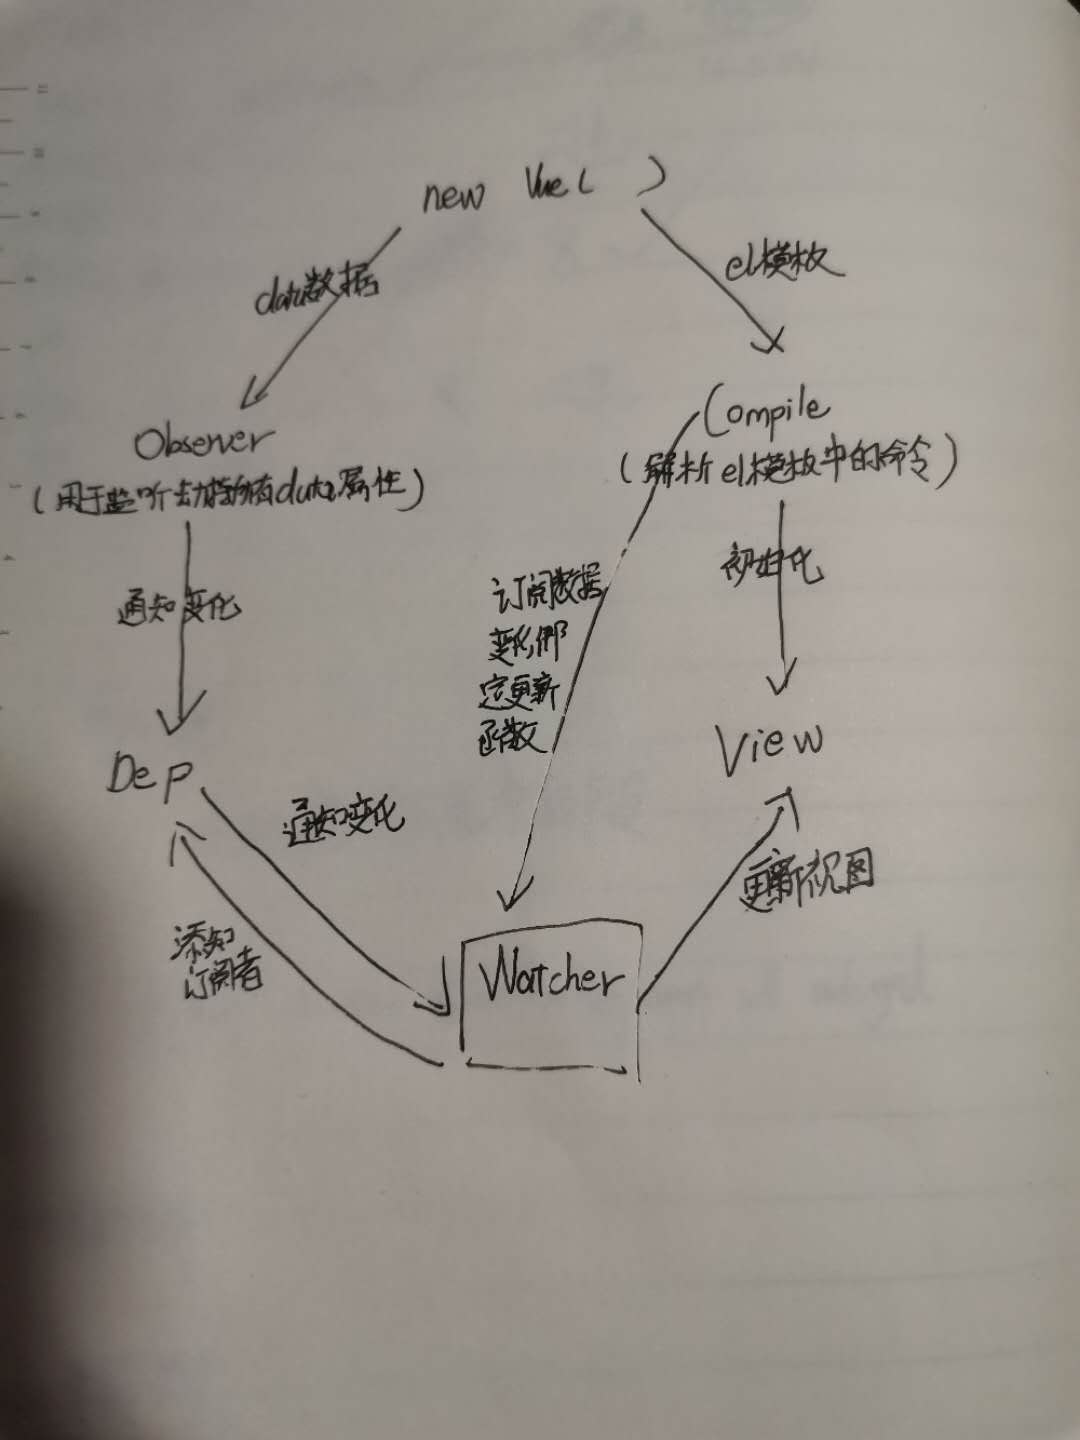 new Vue( )
data数据
el模板
Observer
Compile
(用于监听劫持所有data属性)
(解析el模板中的命令)
通知变化
初始化
订阅数据
变化,绑
定更新
函数
Dep
View
通知变化
更新视图
添知
订阅者
Watcher